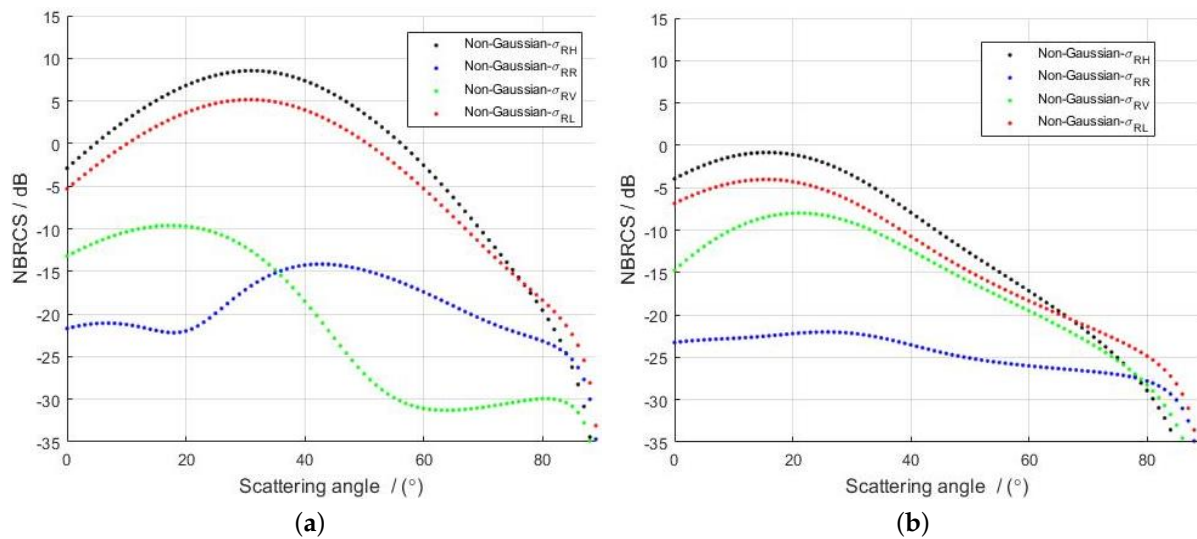 15
10
5
0
-5
-10
-15
-20
-25
-30
-35
NBRCS / dB
Non-Gaussian-σRH
Non-Gaussian-σRR
Non-Gaussian-σRV
Non-Gaussian-σRL
0 20 40 60 80
Scattering angle / (°)
(a)
15
10
5
0
-5
-10
-15
-20
-25
-30
-35
NBRCS / dB
Non-Gaussian-σRH
Non-Gaussian-σRR
Non-Gaussian-σRV
Non-Gaussian-σRL
0 20 40 60 80
Scattering angle / (°)
(b)